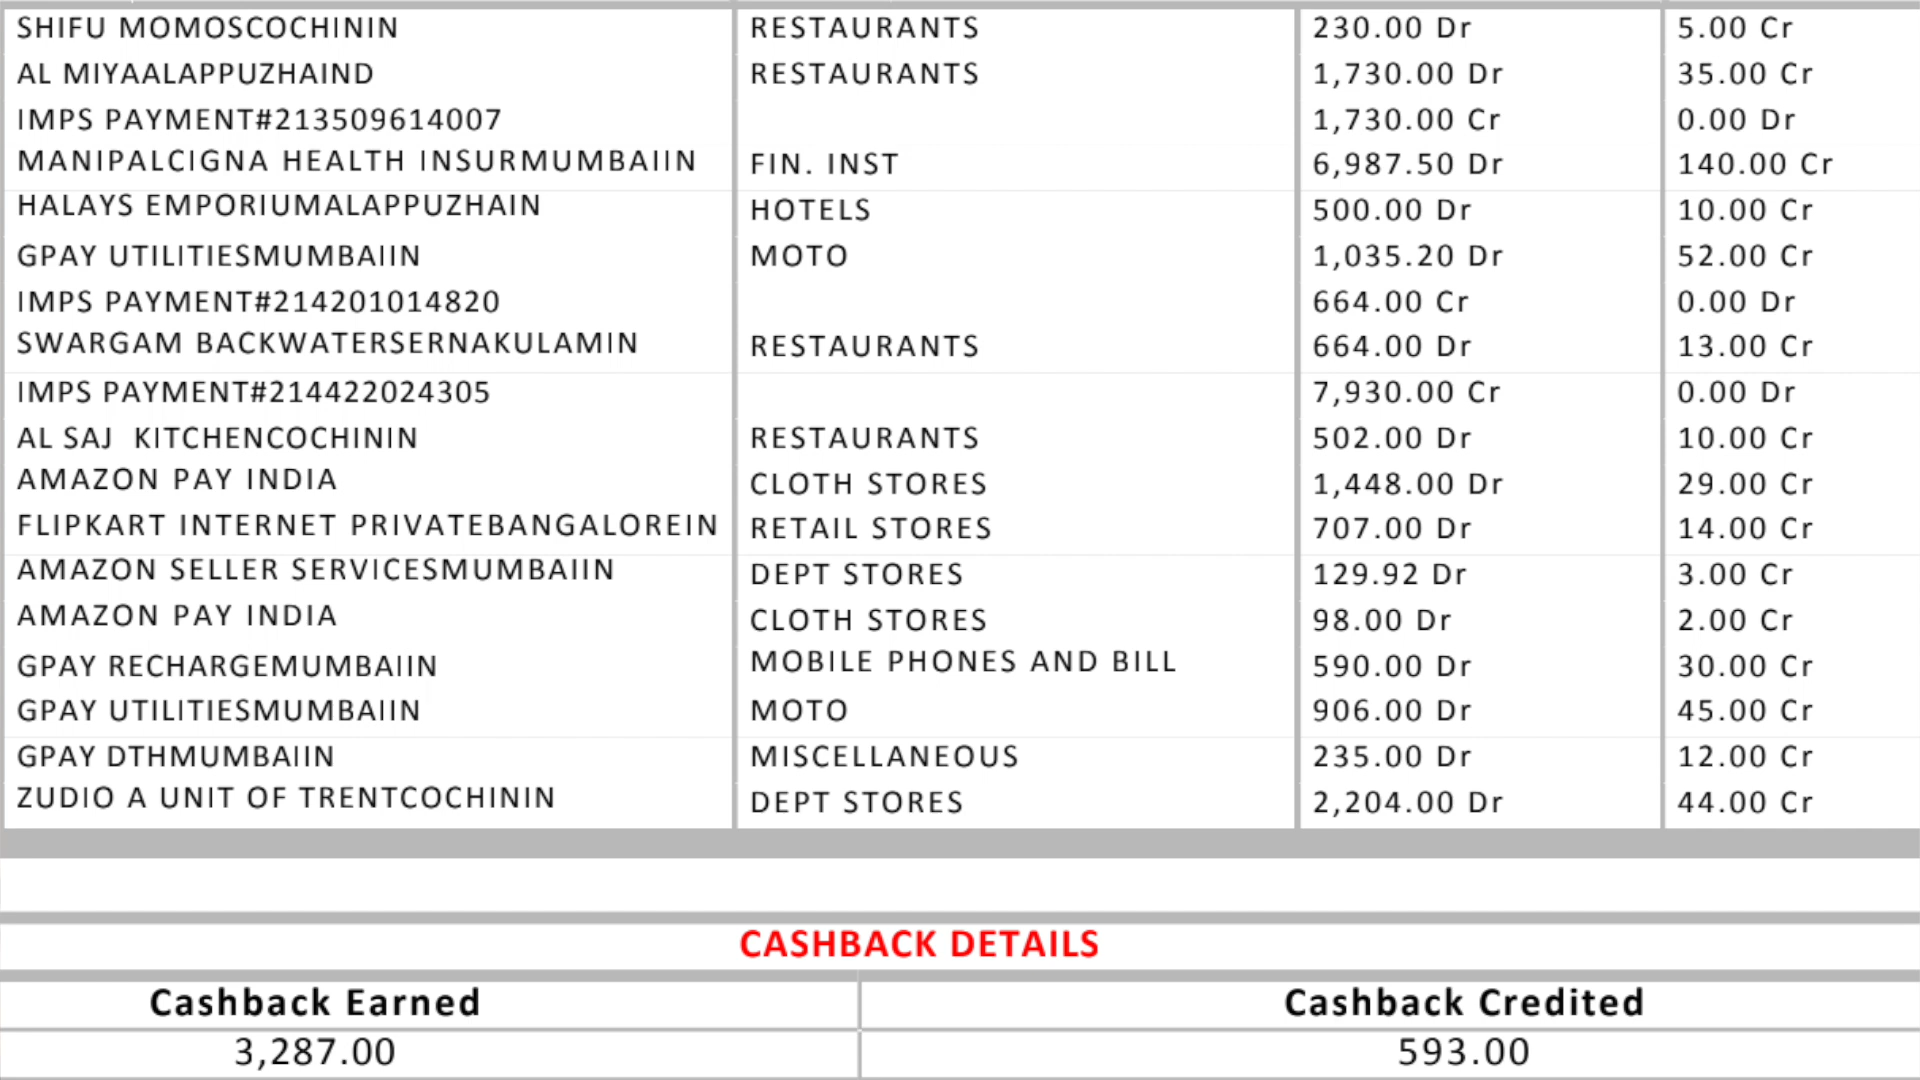 SHIFU MOMOSCOCHININ RESTAURANTS 230.00 Dr 5.00 Cr
AL MIYAALAPPUZHAIND RESTAURANTS 1,730.00 Dr 35.00 Cr
IMPS PAYMENT#213509614007 1,730.00 Cr 0.00 Dr
MANIPALCIGNA HEALTH INSURMUMBAIIN FIN. INST 6,987.50 Dr 140.00 Cr
HALAYS EMPORIUMALAPPUZHAIN HOTELS 500.00 Dr 10.00 Cr
GPAY UTILITIESMUMBAIIN MOTO 1,035.20 Dr 52.00 Cr
IMPS PAYMENT#214201014820 664.00 Cr 0.00 Dr
SWARGAM BACKWATERSERNAKULAMIN RESTAURANTS 664.00 Dr 13.00 Cr
IMPS PAYMENT#214422024305 7,930.00 Cr 0.00 Dr
AL SAJ KITCHENCOCHININ RESTAURANTS 502.00 Dr 10.00 Cr
AMAZON PAY INDIA CLOTH STORES 1,448.00 Dr 29.00 Cr
FLIPKART INTERNET PRIVATEBANGALOREIN RETAIL STORES 707.00 Dr 14.00 Cr
AMAZON SELLER SERVICESMUMBAIIN DEPT STORES 129.92 Dr 3.00 Cr
AMAZON PAY INDIA CLOTH STORES 98.00 Dr 2.00 Cr
GPAY RECHARGEMUMBAIIN MOBILE PHONES AND BILL 590.00 Dr 30.00 Cr
GPAY UTILITIESMUMBAIIN MOTO 906.00 Dr 45.00 Cr
GPAY DTHMUMBAIIN MISCELLANEOUS 235.00 Dr 12.00 Cr
ZUDIO A UNIT OF TRENTCOCHININ DEPT STORES 2,204.00 Dr 44.00 Cr
CASHBACK DETAILS
Cashback Earned Cashback Credited
3,287.00 593.00